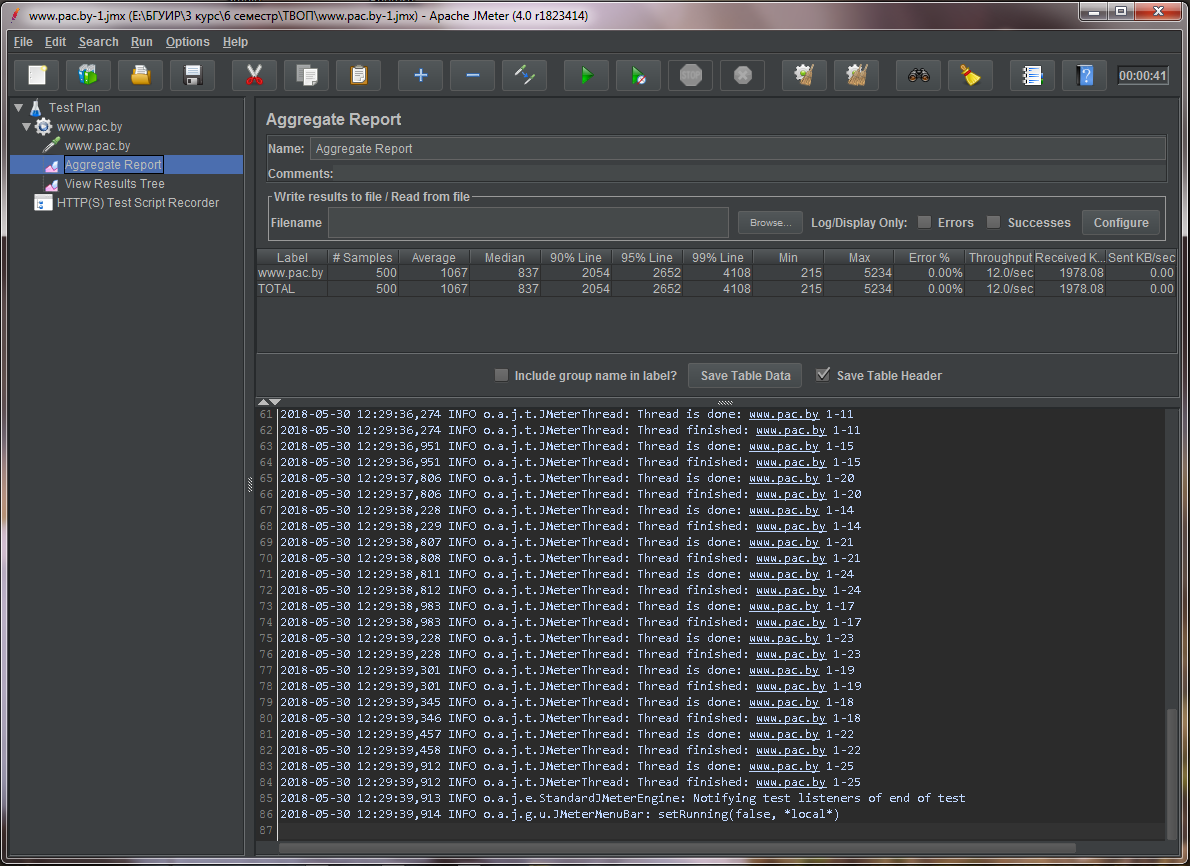 www.pac.by-1.jmx (E:\БГУИР\3 курс\6 семестр\ТВОП\www.pac.by-1.jmx) - Apache JMeter (4.0 r1823414)
File Edit Search Run Options Help
STOP
00:00:41
Test Plan
www.pac.by
www.pac.by
Aggregate Report
View Results Tree
HTTP(S) Test Script Recorder
Aggregate Report
Name: Aggregate Report
Comments:
Write results to file / Read from file
Filename Browse... Log/Display Only: Errors Successes Configure
Label # Samples Average Median 90% Line 95% Line 99% Line Min Max Error % Throughput Received K... Sent KB/sec
www.pac.by 500 1067 837 2054 2652 4108 215 5234 0.00% 12.0/sec 1978.08 0.00
TOTAL 500 1067 837 2054 2652 4108 215 5234 0.00% 12.0/sec 1978.08 0.00
Include group name in label? Save Table Data Save Table Header
61 2018-05-30 12:29:36,274 INFO o.a.j.t.JMeterThread: Thread is done: www.pac.by 1-11
62 2018-05-30 12:29:36,274 INFO o.a.j.t.JMeterThread: Thread finished: www.pac.by 1-11
63 2018-05-30 12:29:36,951 INFO o.a.j.t.JMeterThread: Thread is done: www.pac.by 1-15
64 2018-05-30 12:29:36,951 INFO o.a.j.t.JMeterThread: Thread finished: www.pac.by 1-15
65 2018-05-30 12:29:37,806 INFO o.a.j.t.JMeterThread: Thread is done: www.pac.by 1-20
66 2018-05-30 12:29:37,806 INFO o.a.j.t.JMeterThread: Thread finished: www.pac.by 1-20
67 2018-05-30 12:29:38,228 INFO o.a.j.t.JMeterThread: Thread is done: www.pac.by 1-14
68 2018-05-30 12:29:38,229 INFO o.a.j.t.JMeterThread: Thread finished: www.pac.by 1-14
69 2018-05-30 12:29:38,807 INFO o.a.j.t.JMeterThread: Thread is done: www.pac.by 1-21
70 2018-05-30 12:29:38,808 INFO o.a.j.t.JMeterThread: Thread finished: www.pac.by 1-21
71 2018-05-30 12:29:38,811 INFO o.a.j.t.JMeterThread: Thread is done: www.pac.by 1-24
72 2018-05-30 12:29:38,812 INFO o.a.j.t.JMeterThread: Thread finished: www.pac.by 1-24
73 2018-05-30 12:29:38,983 INFO o.a.j.t.JMeterThread: Thread is done: www.pac.by 1-17
74 2018-05-30 12:29:38,983 INFO o.a.j.t.JMeterThread: Thread finished: www.pac.by 1-17
75 2018-05-30 12:29:39,228 INFO o.a.j.t.JMeterThread: Thread is done: www.pac.by 1-23
76 2018-05-30 12:29:39,228 INFO o.a.j.t.JMeterThread: Thread finished: www.pac.by 1-23
77 2018-05-30 12:29:39,301 INFO o.a.j.t.JMeterThread: Thread is done: www.pac.by 1-19
78 2018-05-30 12:29:39,301 INFO o.a.j.t.JMeterThread: Thread finished: www.pac.by 1-19
79 2018-05-30 12:29:39,345 INFO o.a.j.t.JMeterThread: Thread is done: www.pac.by 1-18
80 2018-05-30 12:29:39,346 INFO o.a.j.t.JMeterThread: Thread finished: www.pac.by 1-18
81 2018-05-30 12:29:39,457 INFO o.a.j.t.JMeterThread: Thread is done: www.pac.by 1-22
82 2018-05-30 12:29:39,458 INFO o.a.j.t.JMeterThread: Thread finished: www.pac.by 1-22
83 2018-05-30 12:29:39,912 INFO o.a.j.t.JMeterThread: Thread is done: www.pac.by 1-25
84 2018-05-30 12:29:39,912 INFO o.a.j.t.JMeterThread: Thread finished: www.pac.by 1-25
85 2018-05-30 12:29:39,913 INFO o.a.j.e.StandardJMeterEngine: Notifying test listeners of end of test
86 2018-05-30 12:29:39,914 INFO o.a.j.g.u.JMeterMenuBar: setRunning(false, *local*)
87